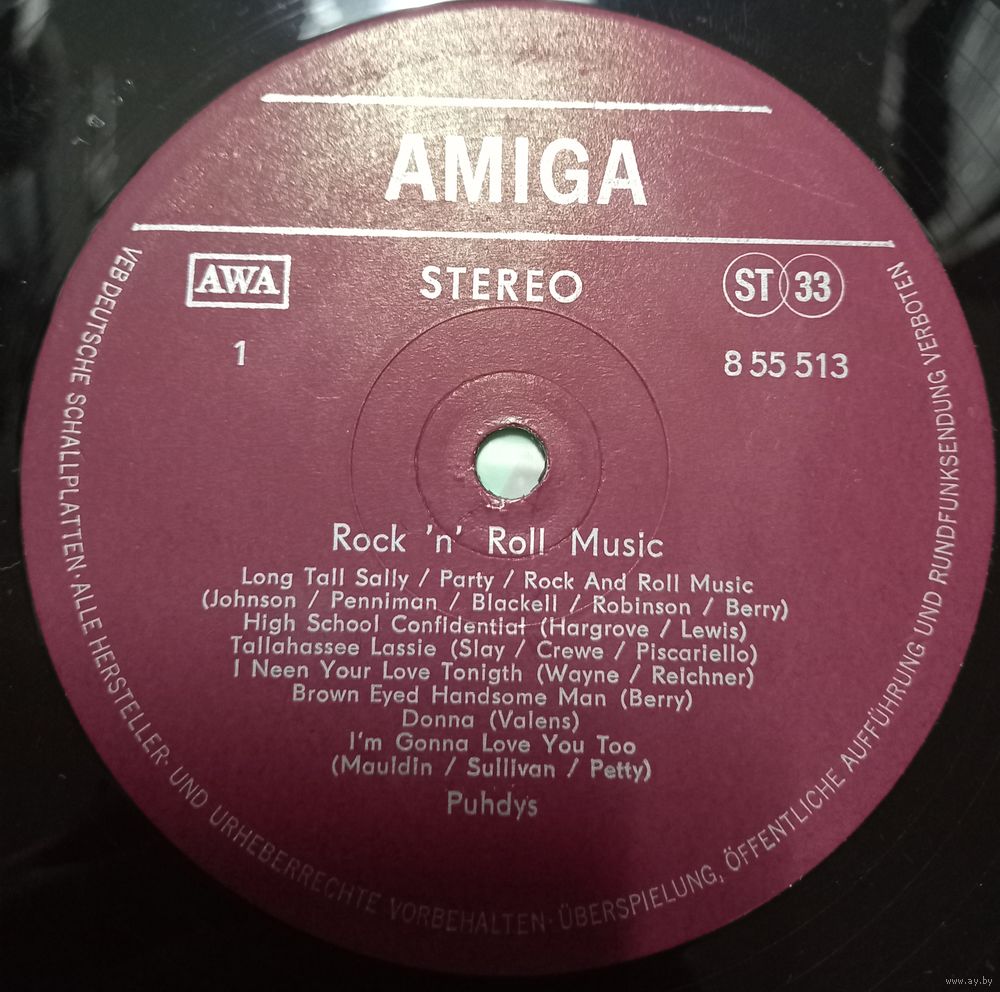 AMIGA
AWA
STEREO
ST 33
1
8 55 513
Rock 'n' Roll Music
Long Tall Sally / Party / Rock And Roll Music
(Johnson / Penniman / Blackell / Robinson / Berry)
High School Confidential (Hargrove / Lewis)
Tallahassee Lassie (Slay / Crewe / Piscariello)
I Neen Your Love Tonigth (Wayne / Reichner)
Brown Eyed Handsome Man (Berry)
Donna (Valens)
I'm Gonna Love You Too
(Mauldin / Sullivan / Petty)
Puhdys
VEB DEUTSCHE SCHALLPLATTEN · ALLE HERSTELLER- UND URHEBERRECHTE VORBEHALTEN · ÜBERSPIELUNG, ÖFFENTLICHE AUFFÜHRUNG UND RUNDFUNKSENDUNG VERBOTEN
www.ay.by